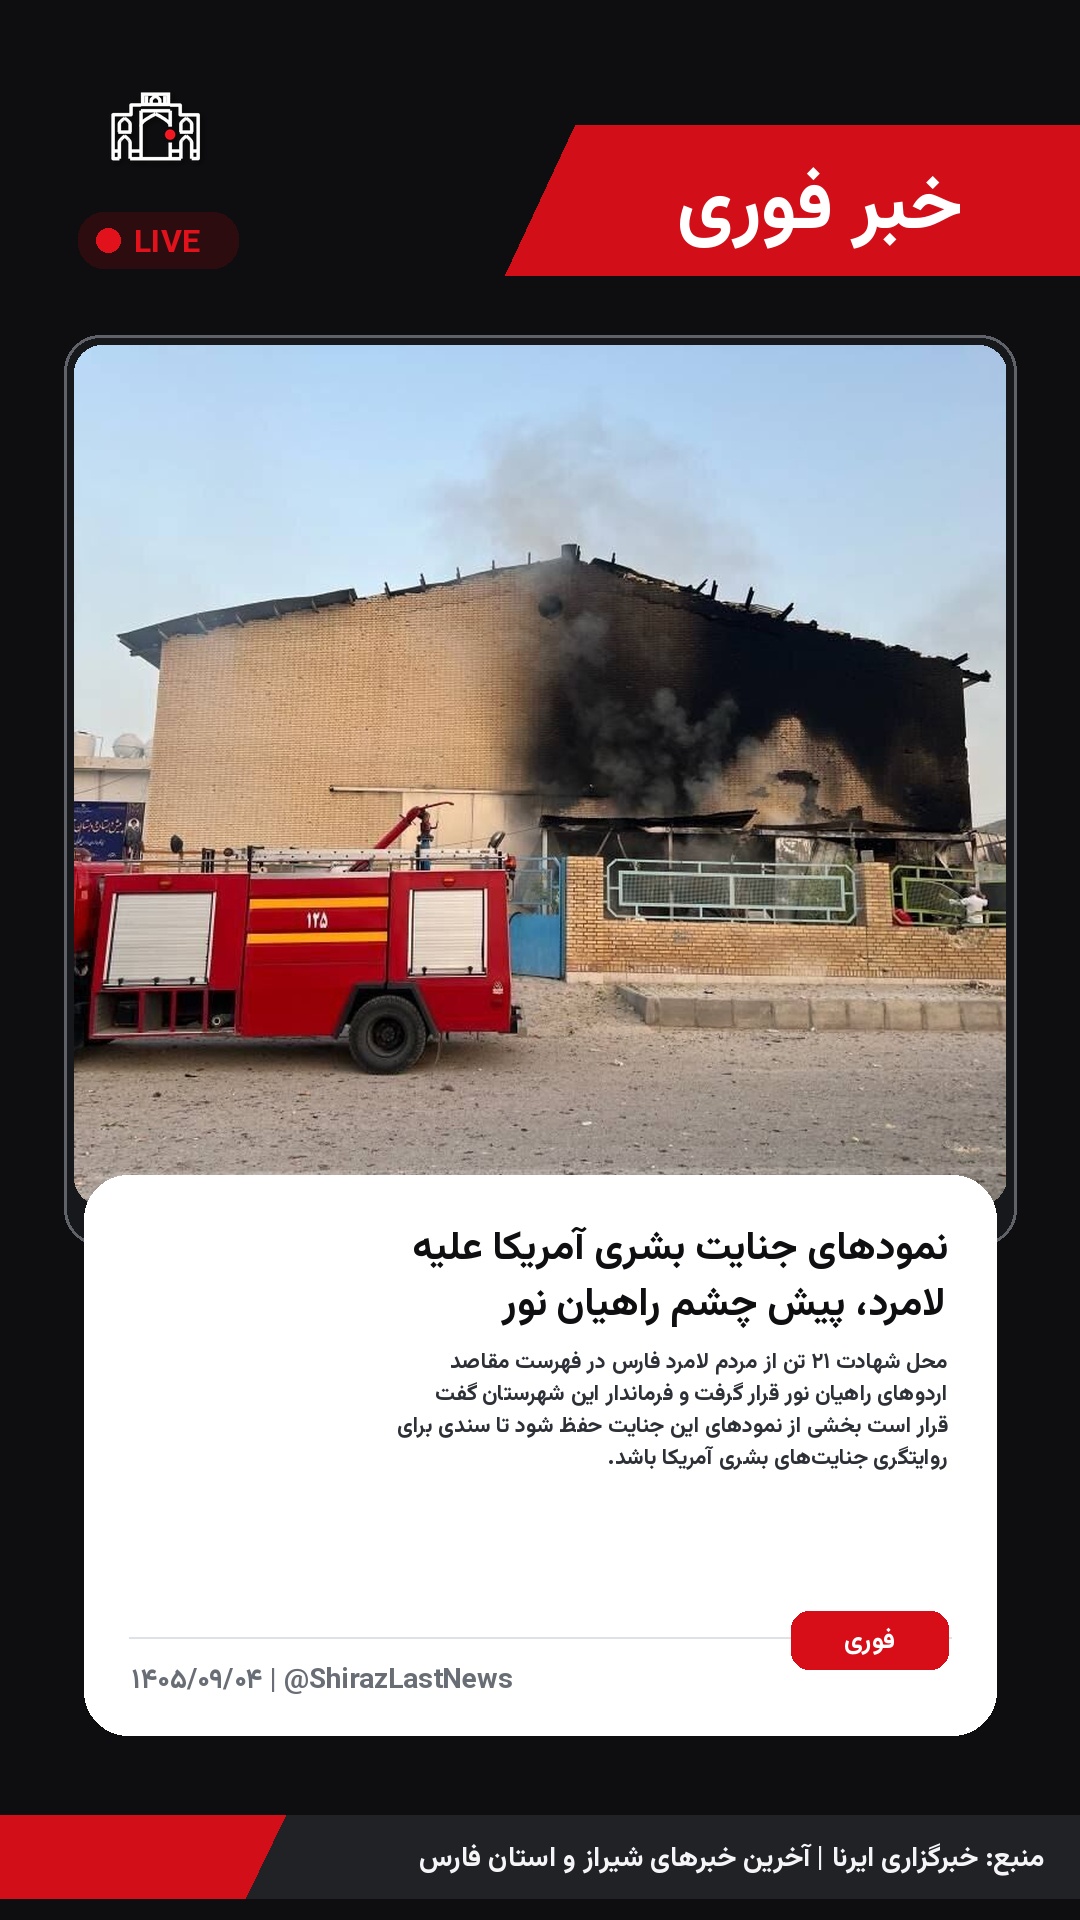 LIVE
خبر فوری
۱۲۵
نمودهای جنایت بشری آمریکا علیه
لامرد، پیش چشم راهیان نور
محل شهادت ۲۱ تن از مردم لامرد فارس در فهرست مقاصد
اردوهای راهیان نور قرار گرفت و فرماندار این شهرستان گفت
قرار است بخشی از نمودهای این جنایت حفظ شود تا سندی برای
روایتگری جنایت‌های بشری آمریکا باشد.
فوری
۱۴۰۵/۰۹/۰۴ | @ShirazLastNews
منبع: خبرگزاری ایرنا | آخرین خبرهای شیراز و استان فارس